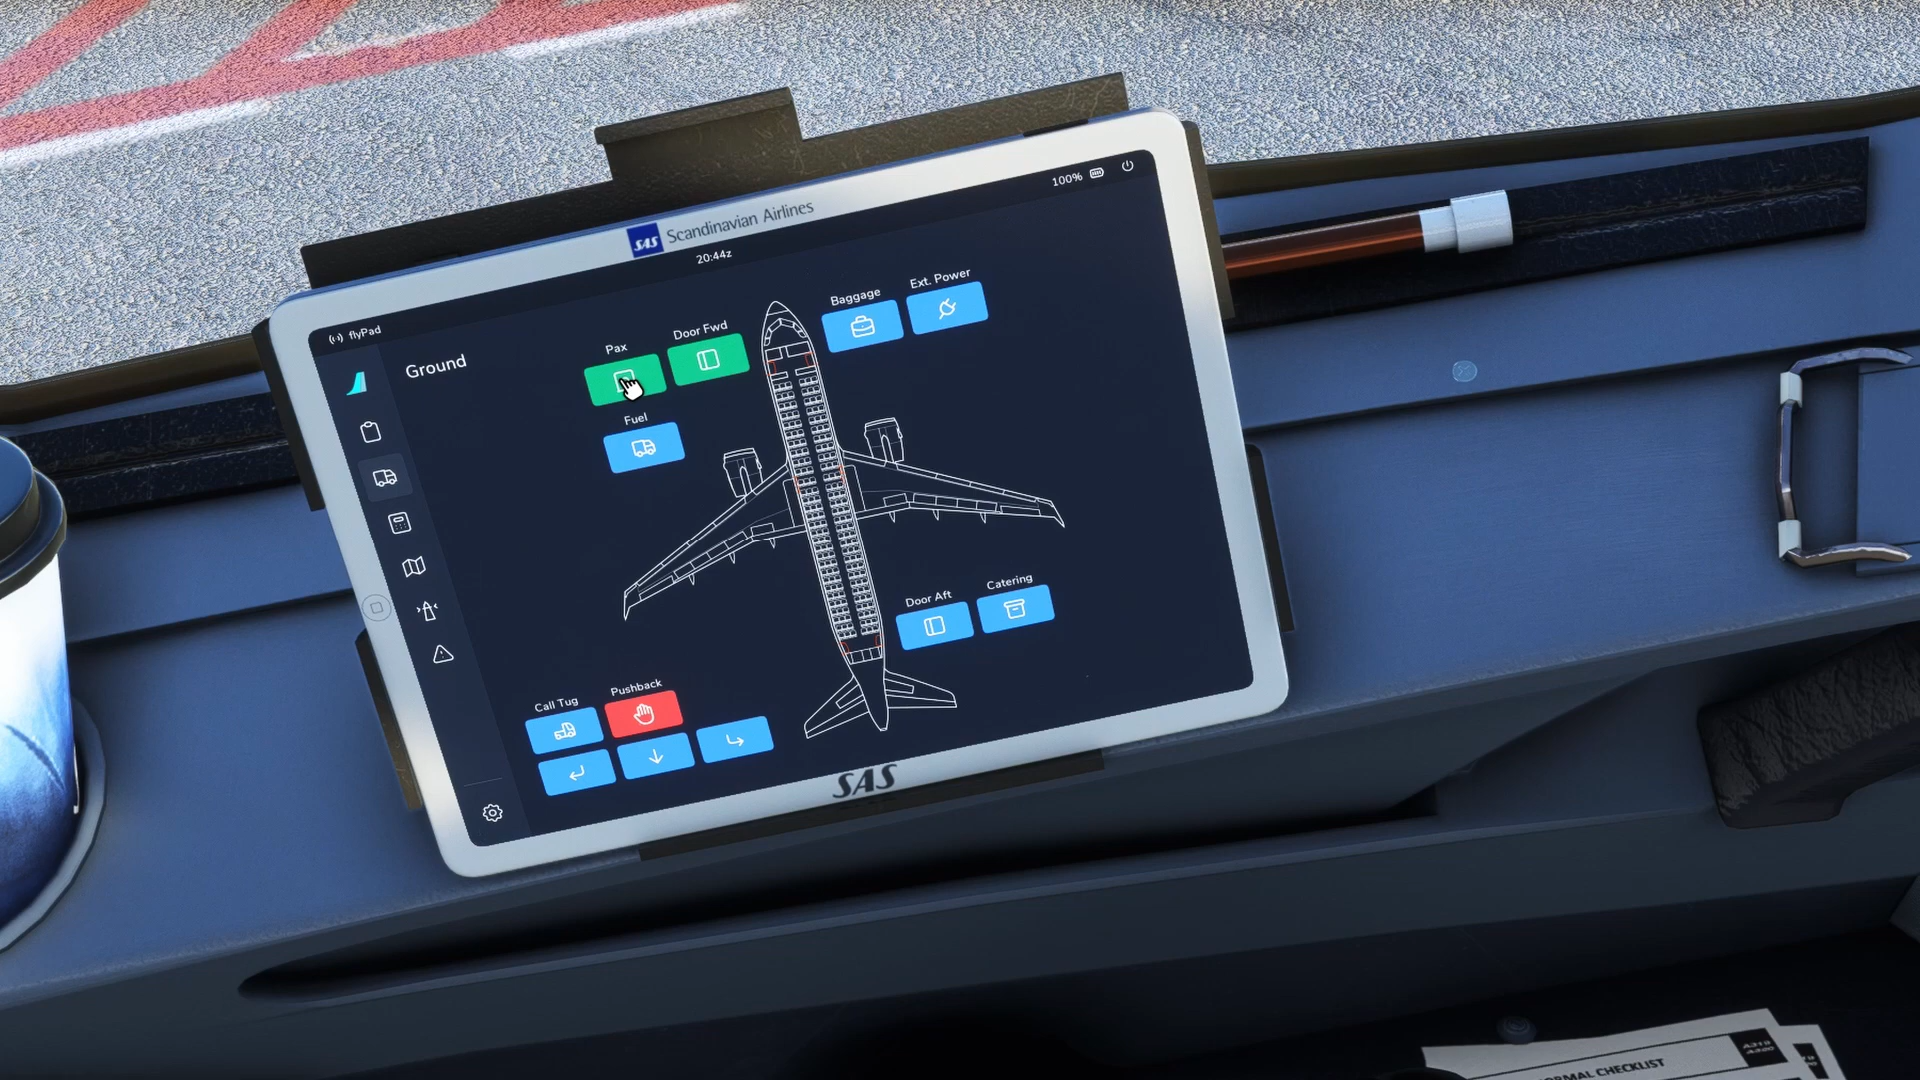 SAS Scandinavian Airlines
100%
20:44z
flyPad
Ground
Pax
Door Fwd
Baggage
Ext. Power
Fuel
Door Aft
Catering
Call Tug
Pushback
SAS
A319
NORMAL CHECKLIST